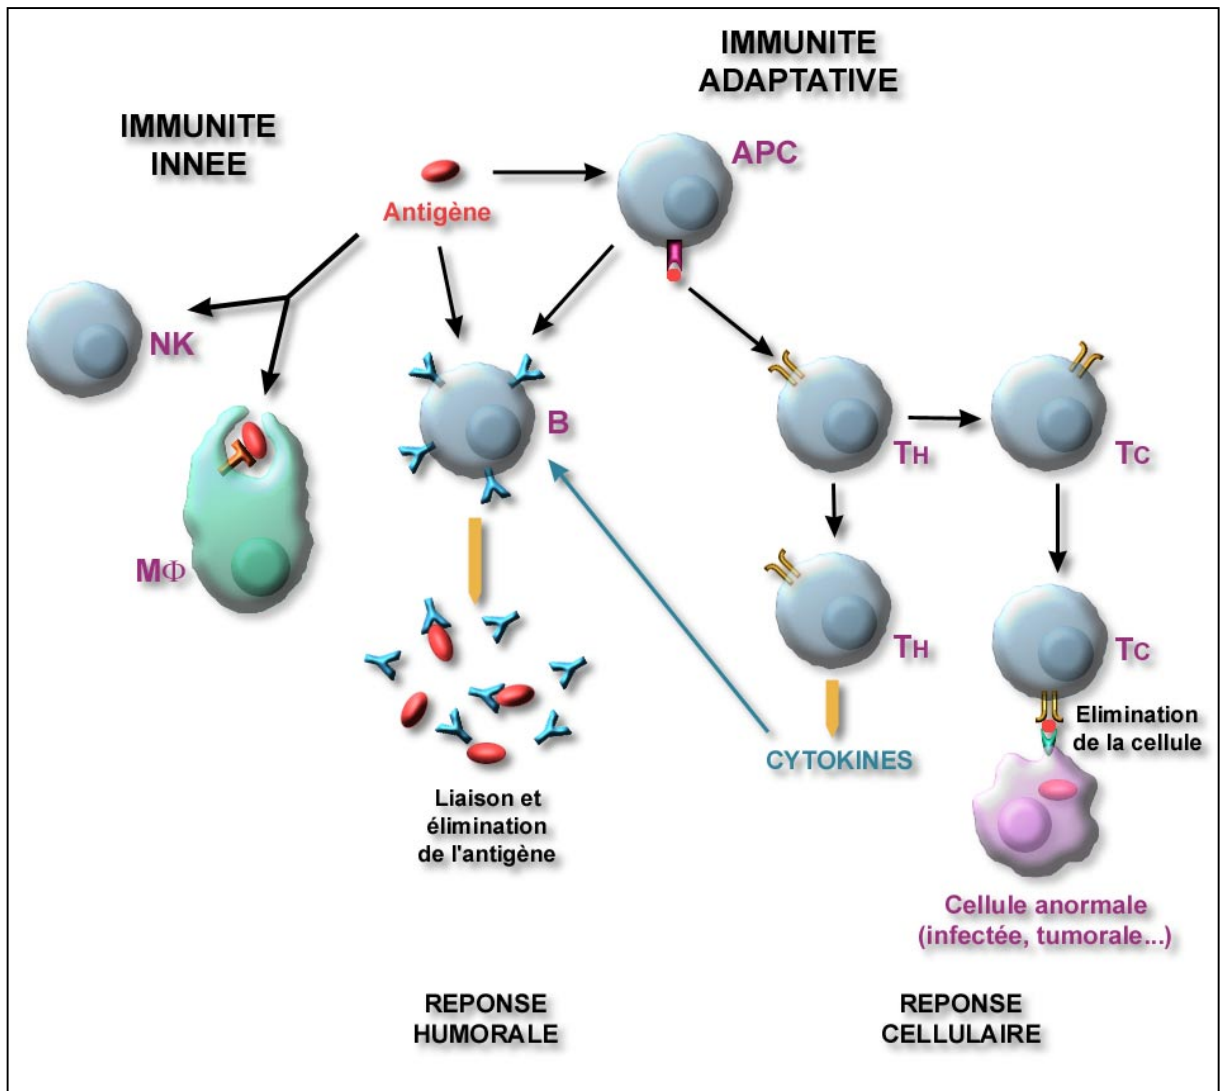 IMMUNITE
ADAPTATIVE
IMMUNITE
INNEE
APC
Antigène
NK
B
TH
TC
MΦ
TH
TC
Elimination
de la cellule
CYTOKINES
Liaison et
élimination
de l'antigène
Cellule anormale
(infectée, tumorale...)
REPONSE
HUMORALE
REPONSE
CELLULAIRE